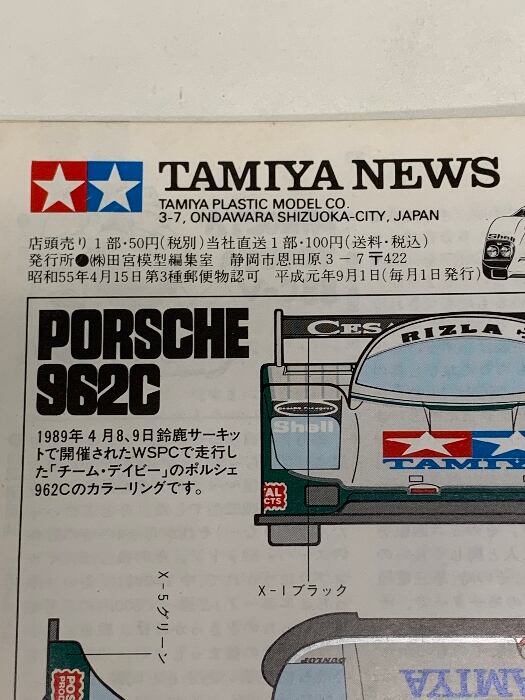 TAMIYA NEWS
TAMIYA PLASTIC MODEL CO.
3-7, ONDAWARA SHIZUOKA-CITY, JAPAN
店頭売り1部・50円(税別)当社直送1部・100円(送料・税込)
発行所●㈱田宮模型編集室 静岡市恩田原3-7〒422
昭和55年4月15日第3種郵便物認可 平成元年9月1日(毎月1日発行)
Shell
PORSCHE
962C
1989年4月8、9日鈴鹿サーキッ
トで開催されたWSPCで走行し
た「チーム・デイビー」のポルシェ
962Cのカラーリングです。
CES
RIZLA
Shell
TAMIYA
AL
CTS
X-1ブラック
X-5グリーン
DUNLOP
TAMIYA
POS
PROD